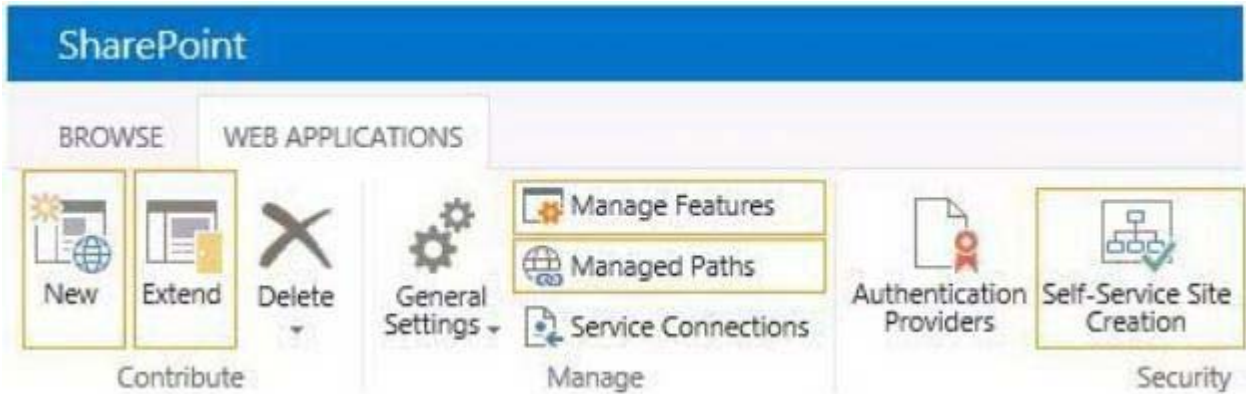 SharePoint
BROWSE WEB APPLICATIONS
New
Extend
Delete
General
Settings
Manage Features
Managed Paths
Service Connections
Authentication
Providers
Self-Service Site
Creation
Contribute
Manage
Security